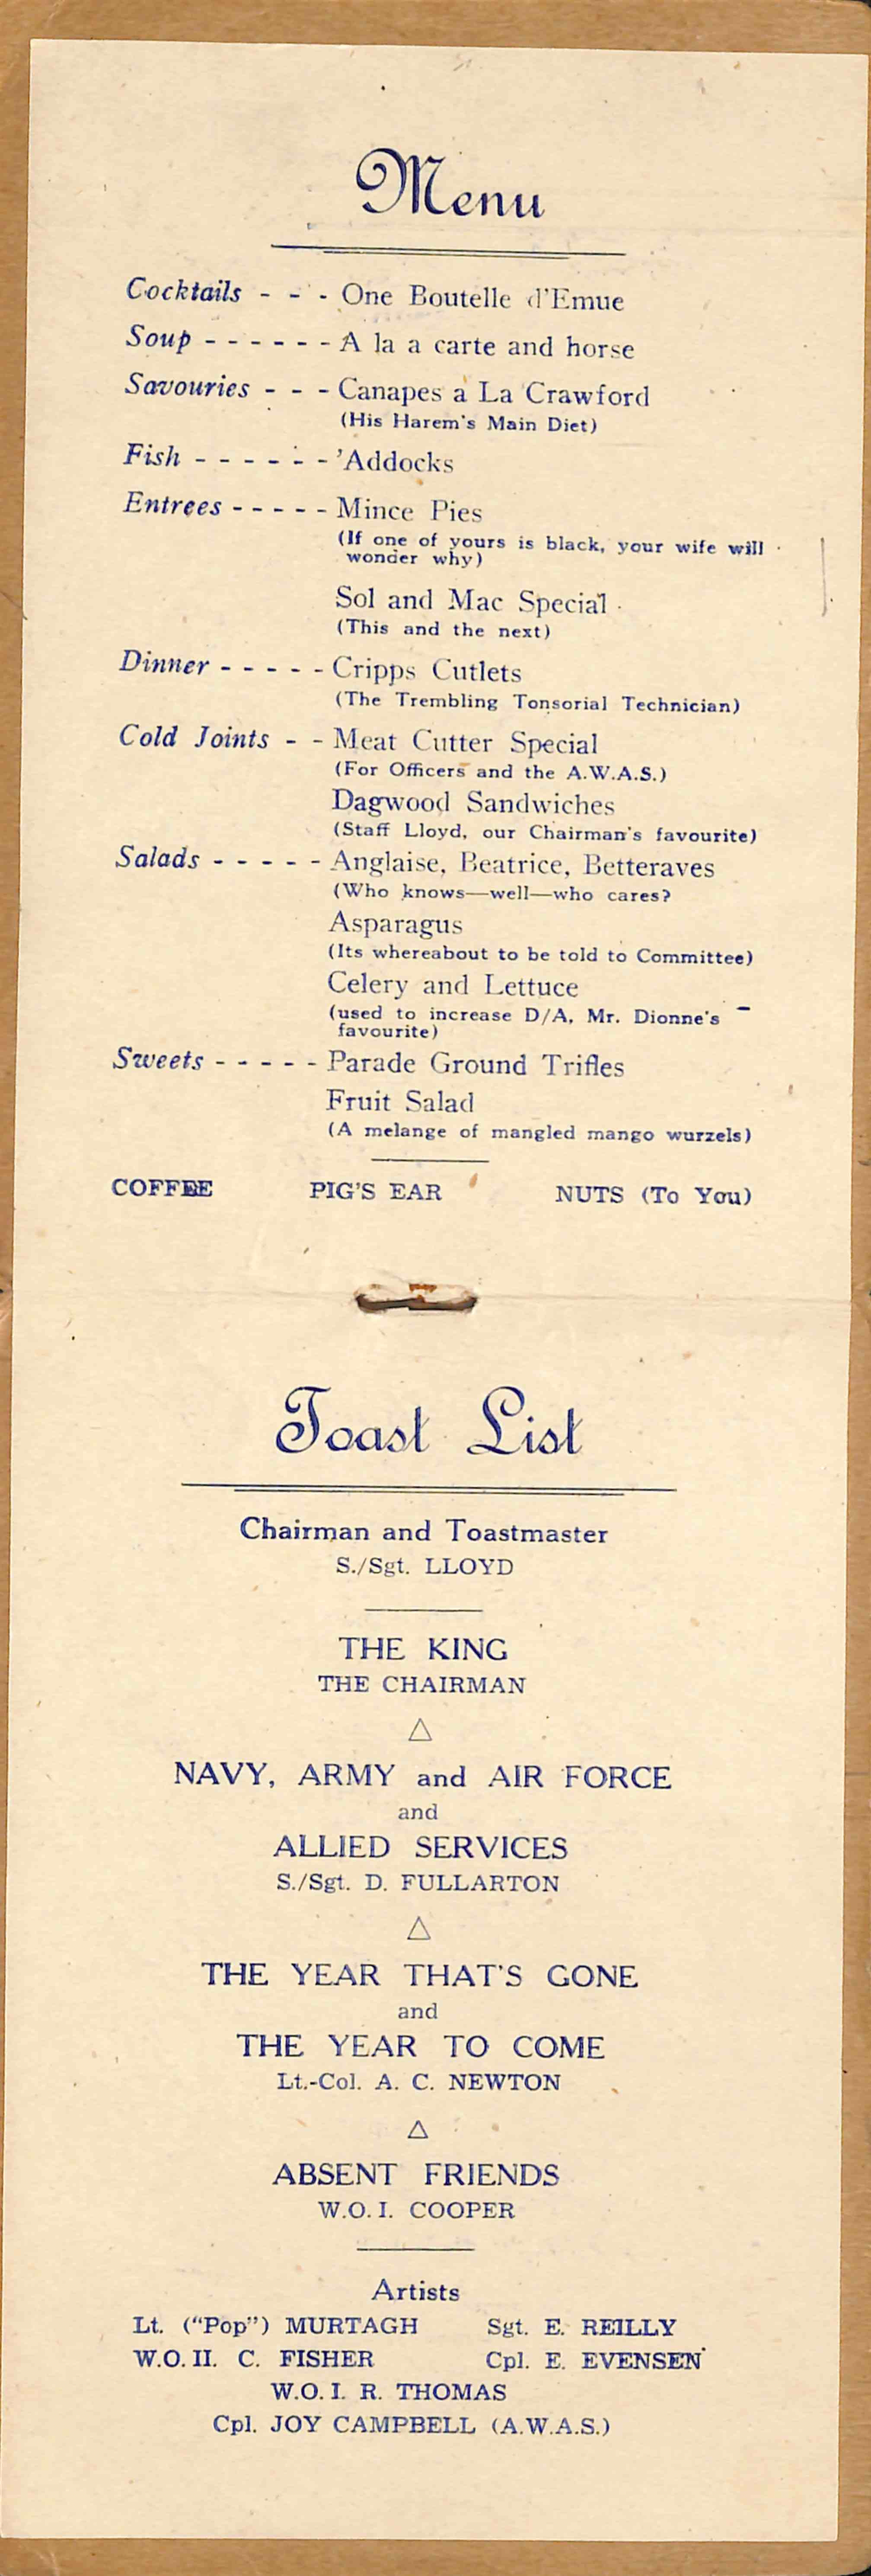 Menu
Cocktails - - - One Boutelle d'Emue
Soup - - - - - - A la a carte and horse
Savouries - - - Canapes a La Crawford
(His Harem's Main Diet)
Fish - - - - - - 'Addocks
Entrees - - - - - Mince Pies
(If one of yours is black, your wife will
wonder why)
Sol and Mac Special
(This and the next)
Dinner - - - - - Cripps Cutlets
(The Trembling Tonsorial Technician)
Cold Joints - - Meat Cutter Special
(For Officers and the A.W.A.S.)
Dagwood Sandwiches
(Staff Lloyd, our Chairman's favourite)
Salads - - - - - Anglaise, Beatrice, Betteraves
(Who knows—well—who cares?
Asparagus
(Its whereabout to be told to Committee)
Celery and Lettuce
(used to increase D/A, Mr. Dionne's
favourite)
Sweets - - - - - Parade Ground Trifles
Fruit Salad
(A melange of mangled mango wurzels)
COFFEE PIG'S EAR NUTS (To You)
Toast List
Chairman and Toastmaster
S./Sgt. LLOYD
THE KING
THE CHAIRMAN
NAVY, ARMY and AIR FORCE
and
ALLIED SERVICES
S./Sgt. D. FULLARTON
THE YEAR THAT'S GONE
and
THE YEAR TO COME
Lt.-Col. A. C. NEWTON
ABSENT FRIENDS
W.O.I. COOPER
Artists
Lt. ("Pop") MURTAGH Sgt. E. REILLY
W.O.II. C. FISHER Cpl. E. EVENSEN
W.O.I. R. THOMAS
Cpl. JOY CAMPBELL (A.W.A.S.)